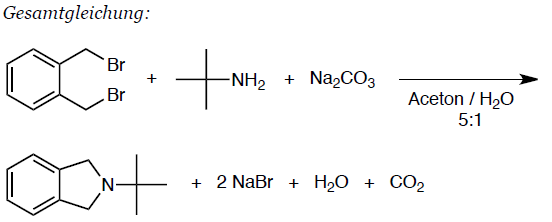 Gesamtgleichung:
Br
Br
+ NH₂ + Na₂CO₃
Aceton / H₂O
5:1
N + 2 NaBr + H₂O + CO₂